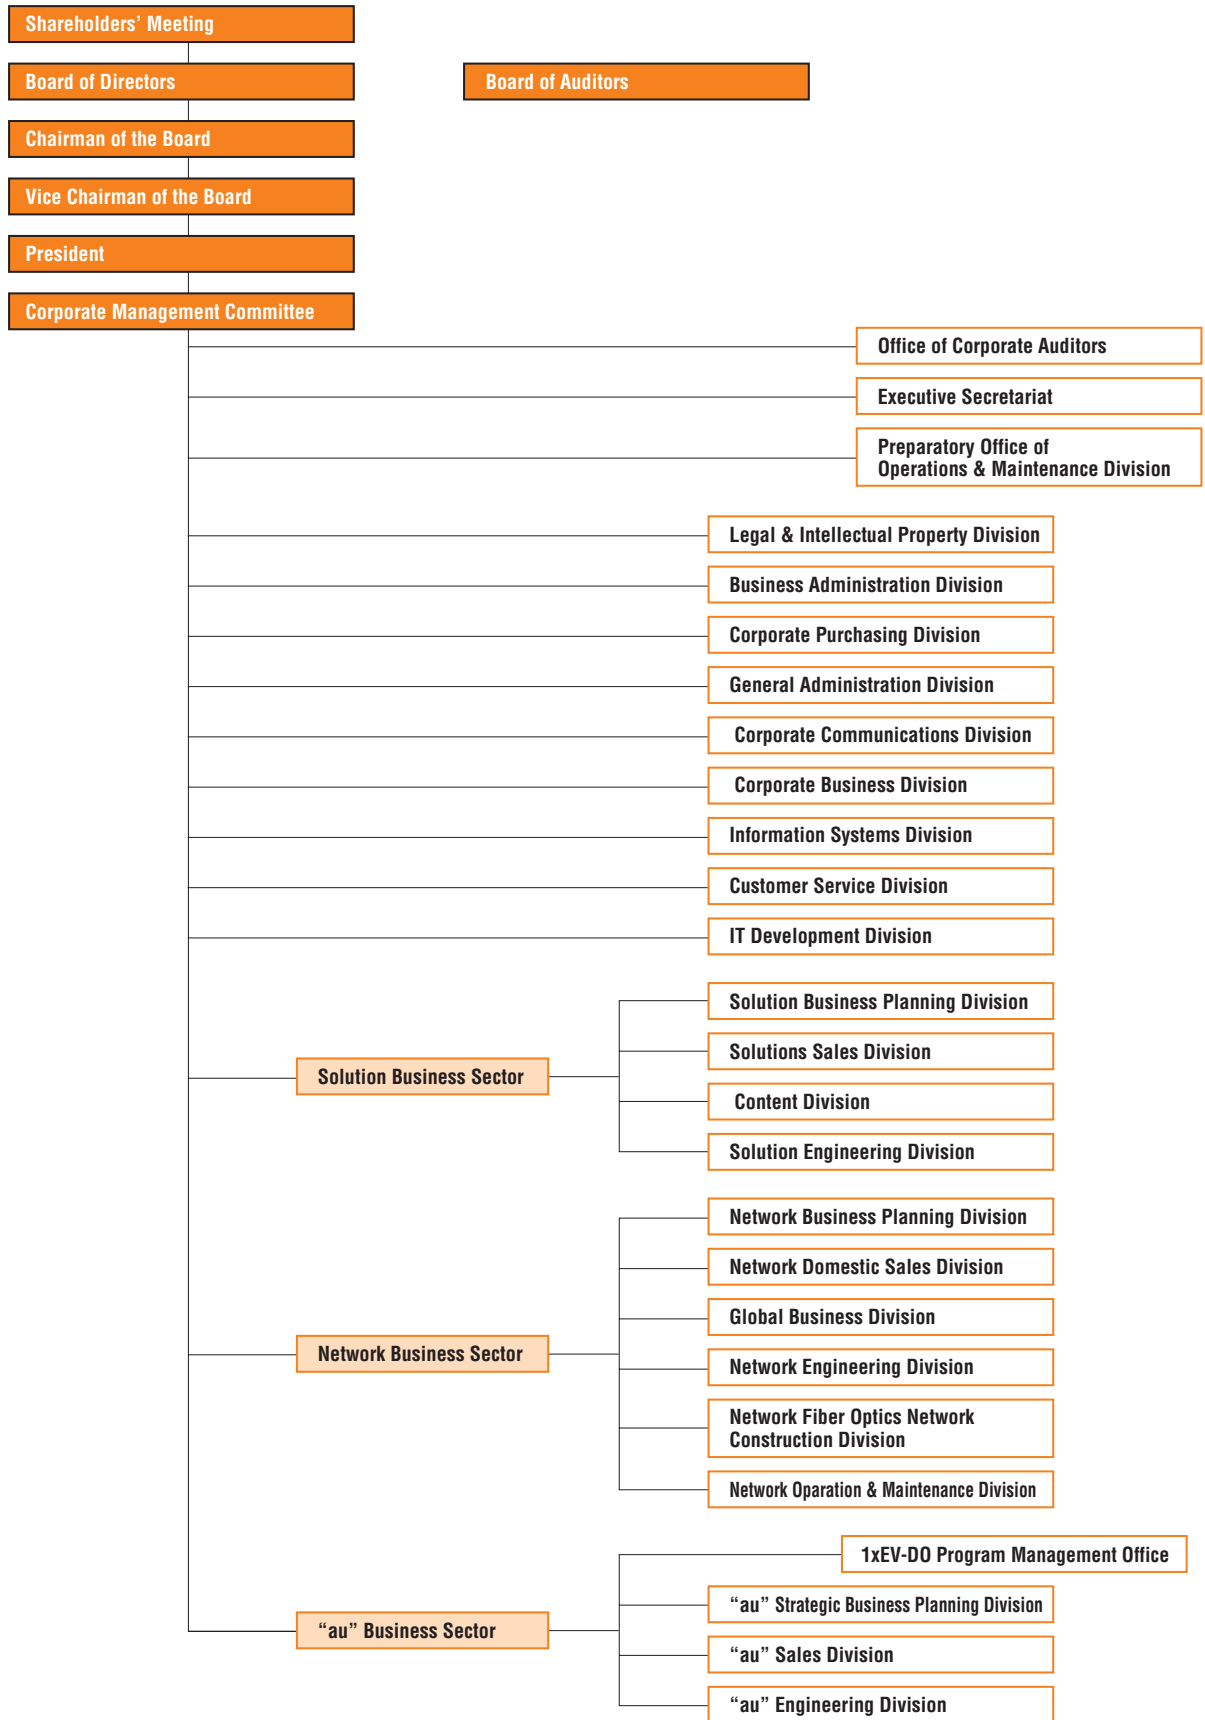 Shareholders’ Meeting
Board of Directors
Board of Auditors
Chairman of the Board
Vice Chairman of the Board
President
Corporate Management Committee
Office of Corporate Auditors
Executive Secretariat
Preparatory Office of
Operations & Maintenance Division
Legal & Intellectual Property Division
Business Administration Division
Corporate Purchasing Division
General Administration Division
Corporate Communications Division
Corporate Business Division
Information Systems Division
Customer Service Division
IT Development Division
Solution Business Sector
Solution Business Planning Division
Solutions Sales Division
Content Division
Solution Engineering Division
Network Business Sector
Network Business Planning Division
Network Domestic Sales Division
Global Business Division
Network Engineering Division
Network Fiber Optics Network
Construction Division
Network Oparation & Maintenance Division
“au” Business Sector
1xEV-DO Program Management Office
“au” Strategic Business Planning Division
“au” Sales Division
“au” Engineering Division